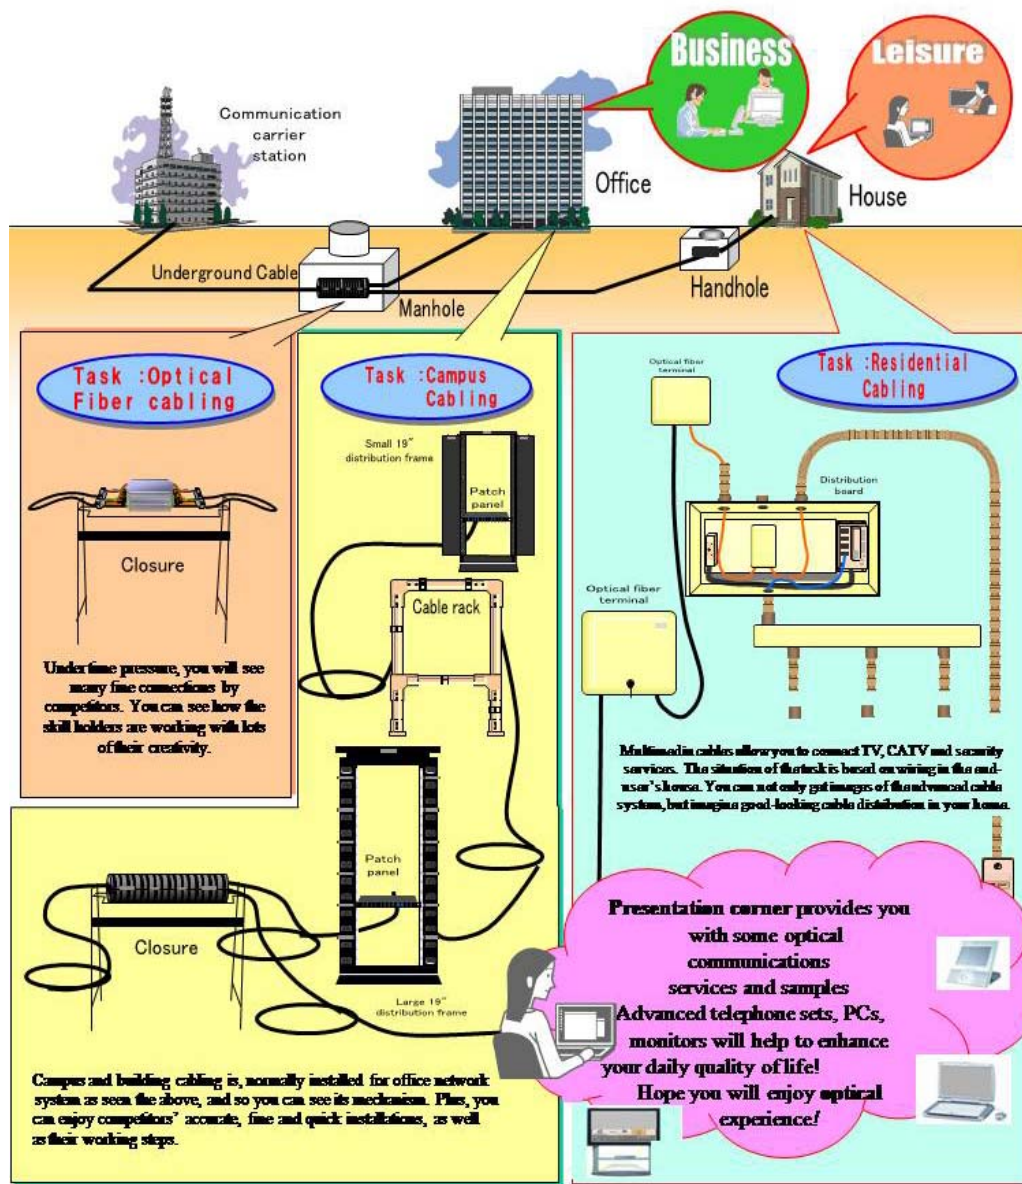 Business
Leisure
Communication
carrier
station
Office
House
Underground Cable
Manhole
Handhole
Task :Optical
Fiber cabling
Closure
Under time pressure, you will see
many fine connections by
competitors. You can see how the
skill holders are working with lots
of their creativity.
Task :Campus
Cabling
Small 19"
distribution frame
Patch
panel
Cable rack
Patch
panel
Closure
Large 19"
distribution frame
Campus and building cabling is, normally installed for office network
system as seen the above, and so you can see its mechanism. Plus, you
can enjoy competitors' accurate, fine and quick installations, as well
as their working steps.
Task :Residential
Cabling
Optical fiber
terminal
Distribution
board
Optical fiber
terminal
Multimedia cables allow you to connect TV, CATV and security
services. The situation of the task is based on wiring in the end-
user's house. You can not only get images of the advanced cable
system, but imagine good-looking cable distribution in your home.
Presentation corner provides you
with some optical
communications
services and samples
Advanced telephone sets, PCs,
monitors will help to enhance
your daily quality of life!
Hope you will enjoy optical
experience!